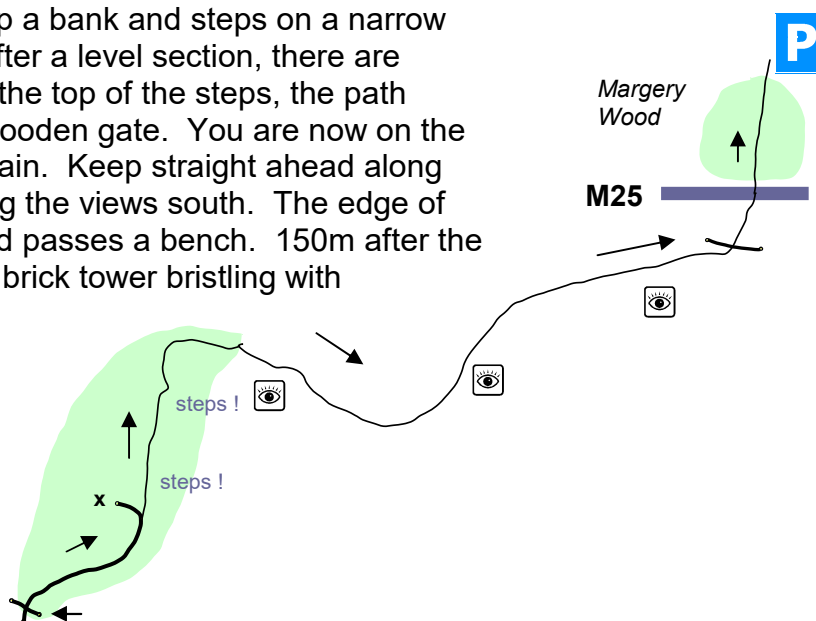 p a bank and steps on a narrow
fter a level section, there are
the top of the steps, the path
ooden gate.  You are now on the
ain.  Keep straight ahead along
g the views south.  The edge of
d passes a bench.  150m after the
brick tower bristling with
P
Margery
Wood
M25
steps !
steps !
x